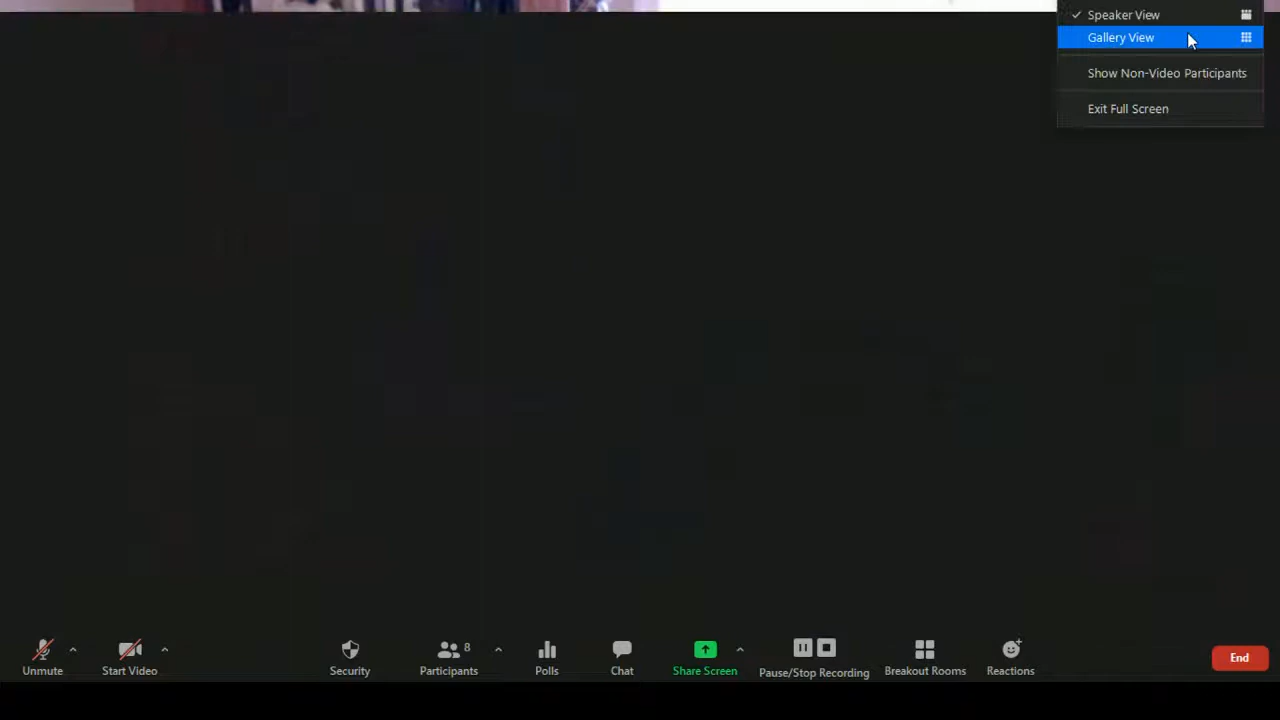 Speaker View
Gallery View
Show Non-Video Participants
Exit Full Screen
Unmute
Start Video
Security
Participants
8
Polls
Chat
Share Screen
Pause/Stop Recording
Breakout Rooms
Reactions
End